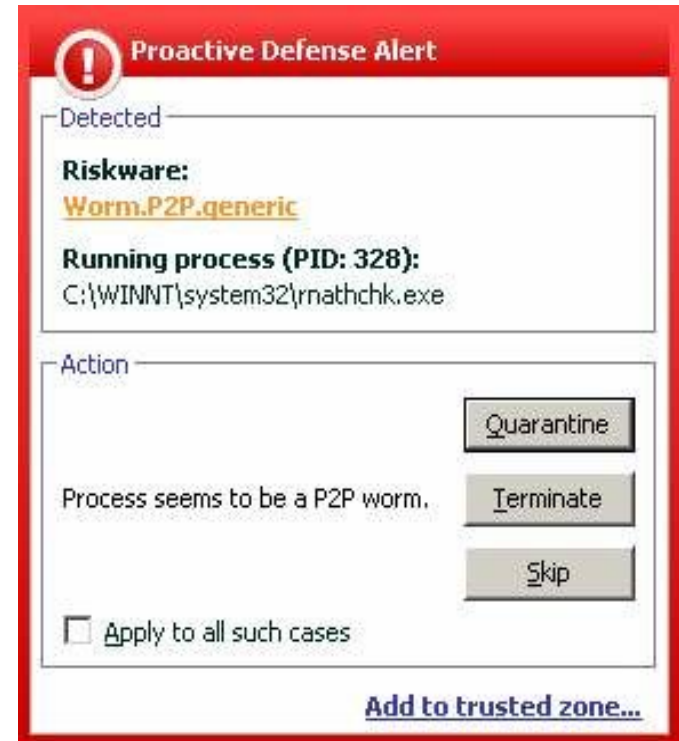 Proactive Defense Alert
Detected
Riskware:
Worm.P2P.generic
Running process (PID: 328):
C:\WINNT\system32\rnathchk.exe
Action
Quarantine
Process seems to be a P2P worm.
Terminate
Skip
Apply to all such cases
Add to trusted zone...